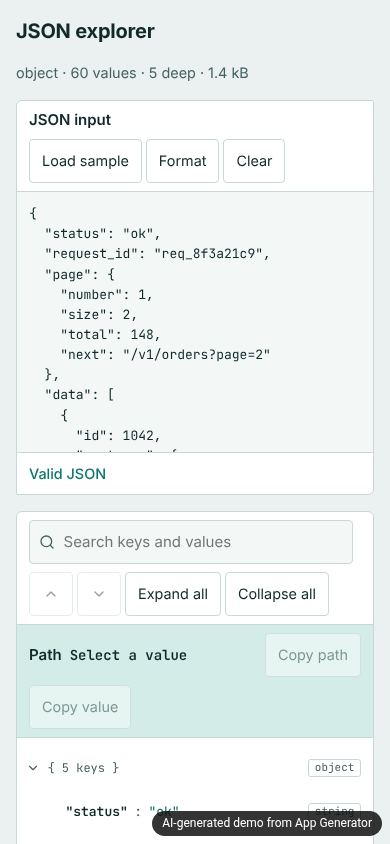 JSON explorer
object · 60 values · 5 deep · 1.4 kB
JSON input
Load sample
Format
Clear
{
"status": "ok",
"request_id": "req_8f3a21c9",
"page": {
"number": 1,
"size": 2,
"total": 148,
"next": "/v1/orders?page=2"
},
"data": [
{
"id": 1042,
Valid JSON
Search keys and values
Expand all
Collapse all
Path Select a value
Copy path
Copy value
{ 5 keys }
object
"status" : "ok"
string
AI-generated demo from App Generator